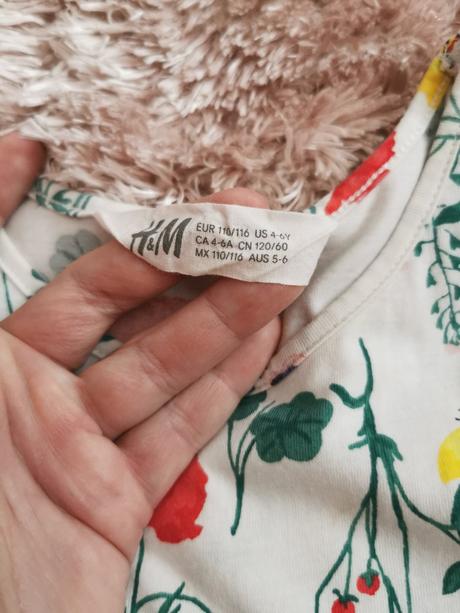 H&M
EUR 110/116 US 4-6Y
CA 4-6A CN 120/60
MX 110/116 AUS 5-6